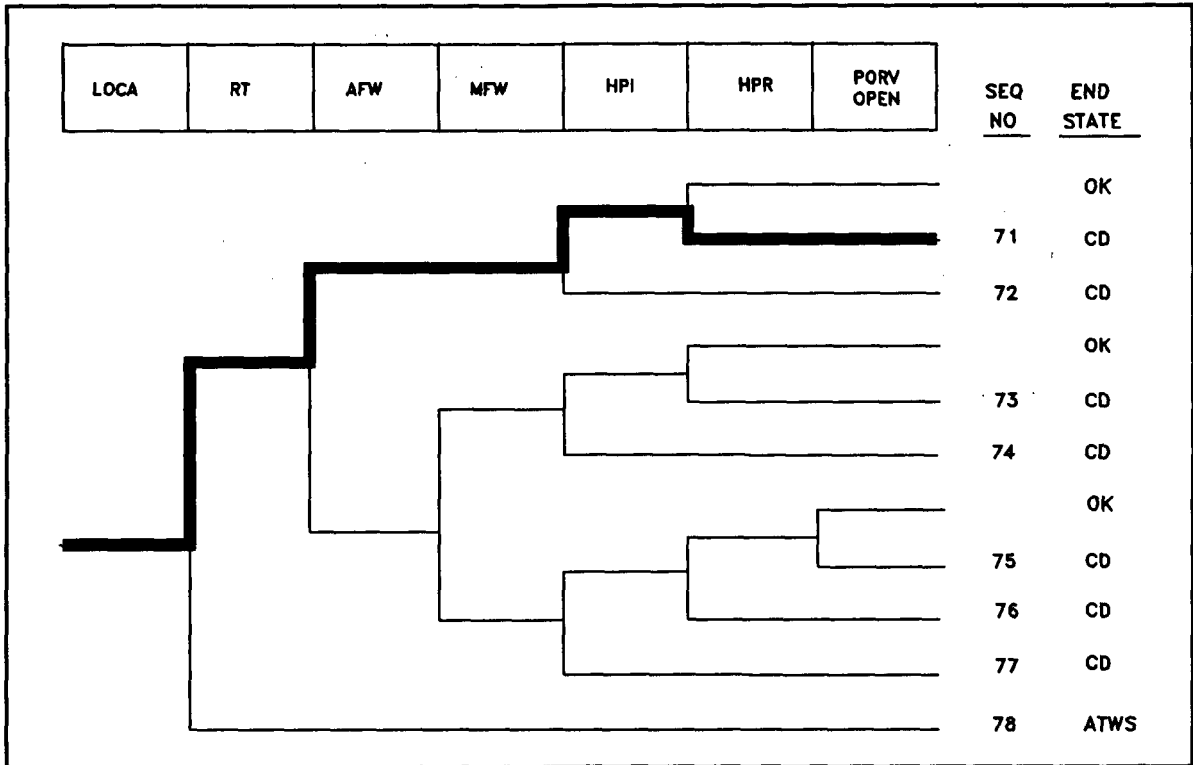 LOCA RT AFW MFW HPI HPR PORV OPEN SEQ NO END STATE
OK
71 CD
72 CD
OK
73 CD
74 CD
OK
75 CD
76 CD
77 CD
78 ATWS